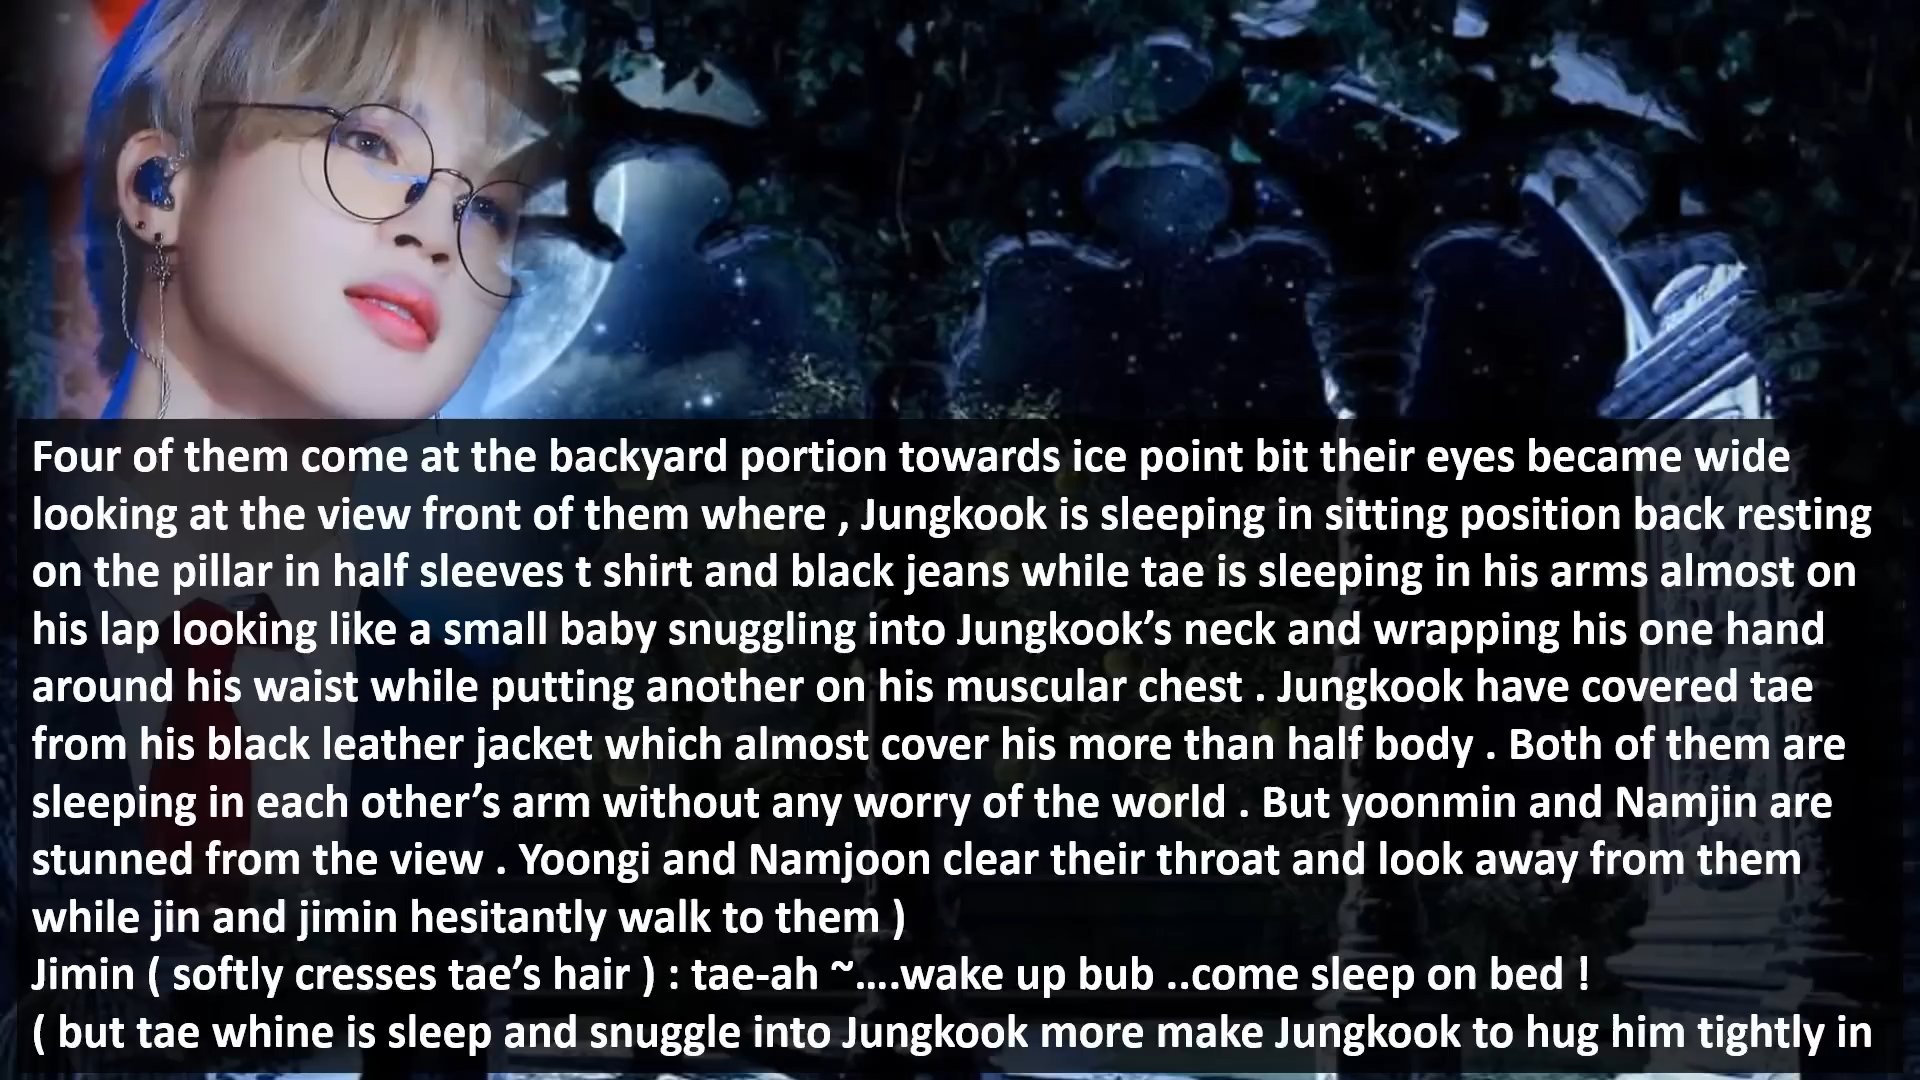 Four of them come at the backyard portion towards ice point bit their eyes became wide
looking at the view front of them where , Jungkook is sleeping in sitting position back resting
on the pillar in half sleeves t shirt and black jeans while tae is sleeping in his arms almost on
his lap looking like a small baby snuggling into Jungkook’s neck and wrapping his one hand
around his waist while putting another on his muscular chest . Jungkook have covered tae
from his black leather jacket which almost cover his more than half body . Both of them are
sleeping in each other’s arm without any worry of the world . But yoonmin and Namjin are
stunned from the view . Yoongi and Namjoon clear their throat and look away from them
while jin and jimin hesitantly walk to them )
Jimin ( softly cresses tae’s hair ) : tae-ah ~….wake up bub ..come sleep on bed !
( but tae whine is sleep and snuggle into Jungkook more make Jungkook to hug him tightly in